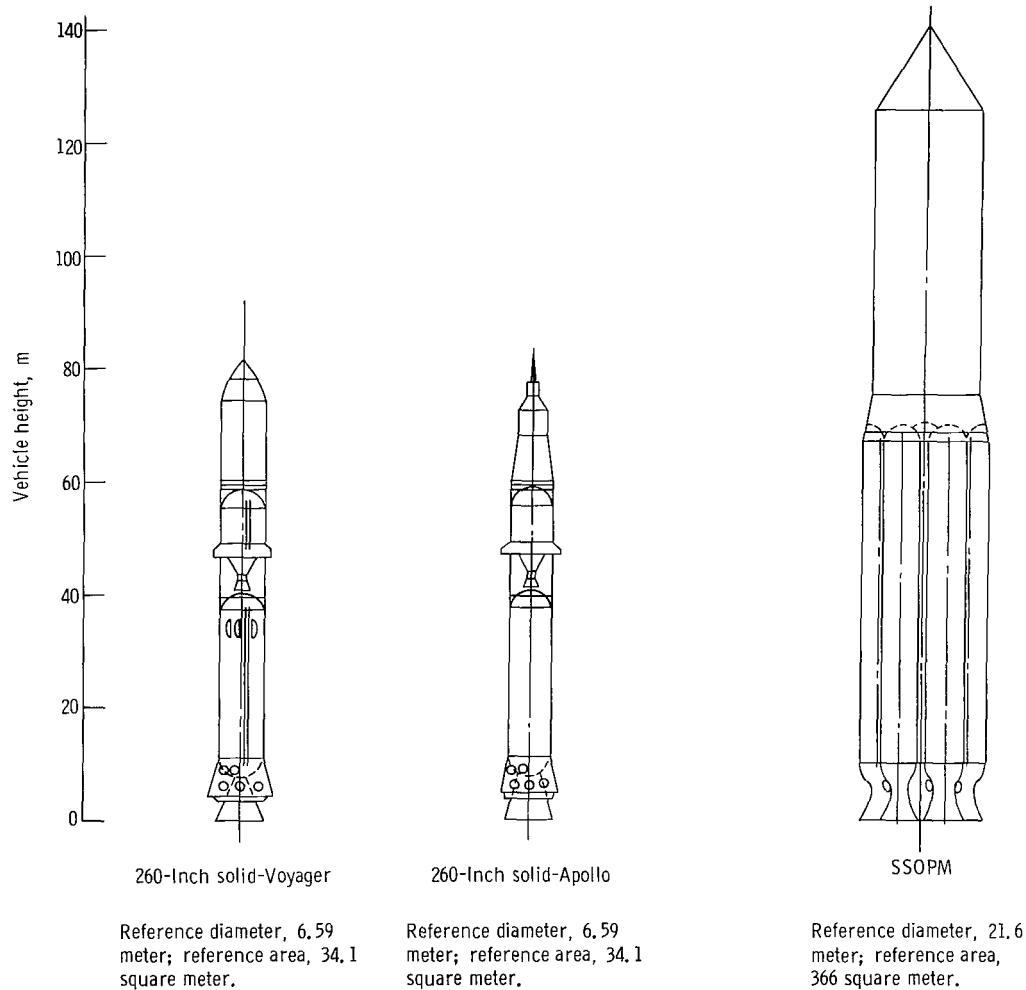 140
120
100
80
60
40
20
0
Vehicle height, m
260-Inch solid-Voyager
Reference diameter, 6.59
meter; reference area, 34.1
square meter.
260-Inch solid-Apollo
Reference diameter, 6.59
meter; reference area, 34.1
square meter.
SSOPM
Reference diameter, 21.6
meter; reference area,
366 square meter.